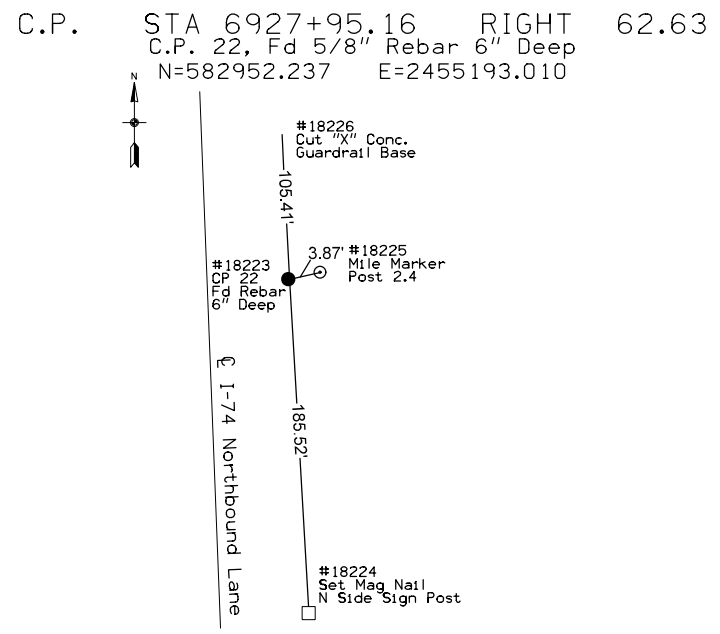 C.P. STA 6927+95.16 RIGHT 62.63
C.P. 22, Fd 5/8" Rebar 6" Deep
N=582952.237 E=2455193.010
N
#18226
Cut "X" Conc.
Guardrail Base
105.41'
3.87'
#18225
Mile Marker
Post 2.4
#18223
CP 22
Fd Rebar
6" Deep
185.52'
℄ I-74 Northbound Lane
#18224
Set Mag Nail
N Side Sign Post